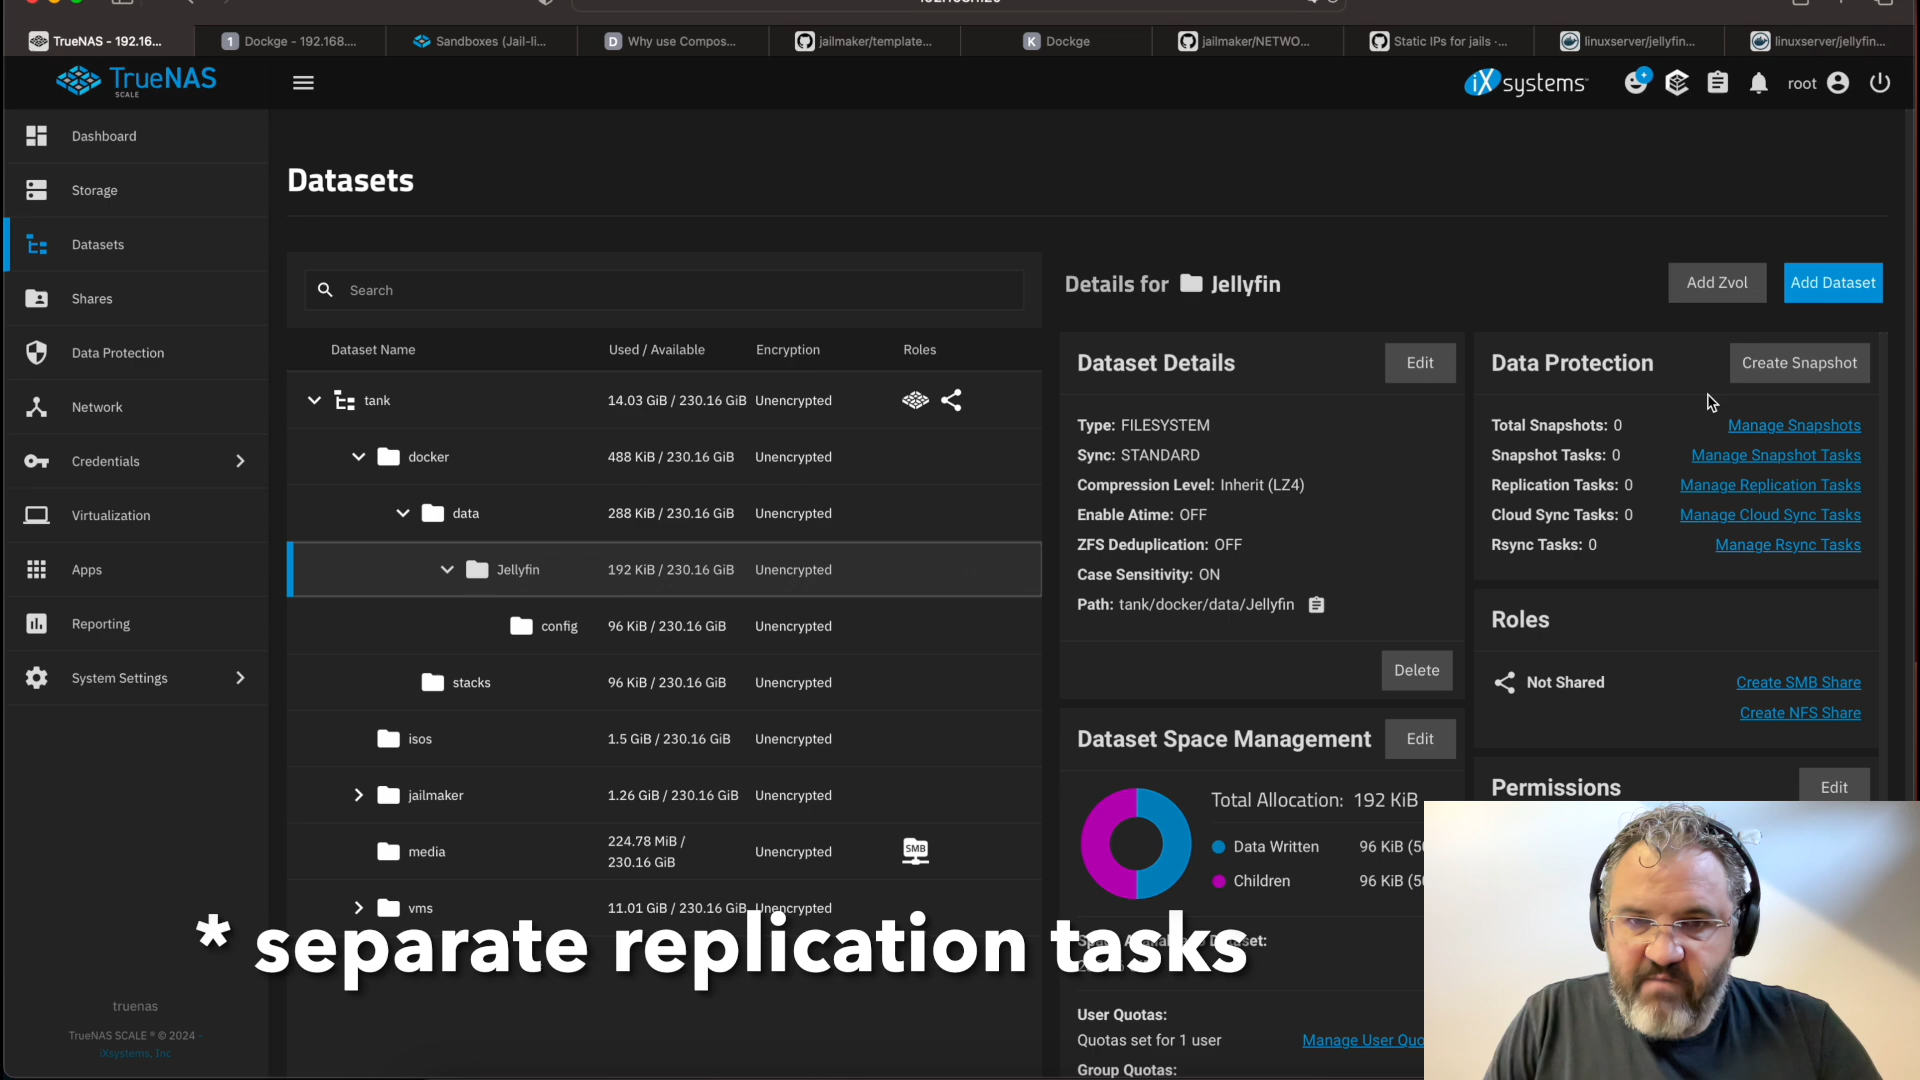 TrueNAS - 192.16...
1 Dockge - 192.168....
Sandboxes (Jail-li...
D Why use Compos...
jailmaker/template...
K Dockge
jailmaker/NETWO...
Static IPs for jails ·...
linuxserver/jellyfin...
linuxserver/jellyfin...
TrueNAS
SCALE
iXsystems
root
Dashboard
Storage
Datasets
Shares
Data Protection
Network
Credentials
Virtualization
Apps
Reporting
System Settings
truenas
TrueNAS SCALE ® © 2024 -
iXsystems, Inc
Datasets
Search
Dataset Name Used / Available Encryption Roles
tank 14.03 GiB / 230.16 GiB Unencrypted
docker 488 KiB / 230.16 GiB Unencrypted
data 288 KiB / 230.16 GiB Unencrypted
Jellyfin 192 KiB / 230.16 GiB Unencrypted
config 96 KiB / 230.16 GiB Unencrypted
stacks 96 KiB / 230.16 GiB Unencrypted
isos 1.5 GiB / 230.16 GiB Unencrypted
jailmaker 1.26 GiB / 230.16 GiB Unencrypted
media 224.78 MiB /
230.16 GiB Unencrypted SMB
vms 11.01 GiB / 230.16 GiB Unencrypted
Details for Jellyfin
Add Zvol
Add Dataset
Dataset Details Edit
Type: FILESYSTEM
Sync: STANDARD
Compression Level: Inherit (LZ4)
Enable Atime: OFF
ZFS Deduplication: OFF
Case Sensitivity: ON
Path: tank/docker/data/Jellyfin
Delete
Dataset Space Management Edit
Total Allocation: 192 KiB
Data Written 96 KiB (50
Children 96 KiB (50
Dataset:
User Quotas:
Quotas set for 1 user Manage User Quo
Group Quotas:
Data Protection Create Snapshot
Total Snapshots: 0 Manage Snapshots
Snapshot Tasks: 0 Manage Snapshot Tasks
Replication Tasks: 0 Manage Replication Tasks
Cloud Sync Tasks: 0 Manage Cloud Sync Tasks
Rsync Tasks: 0 Manage Rsync Tasks
Roles
Not Shared Create SMB Share
Create NFS Share
Permissions Edit
* separate replication tasks